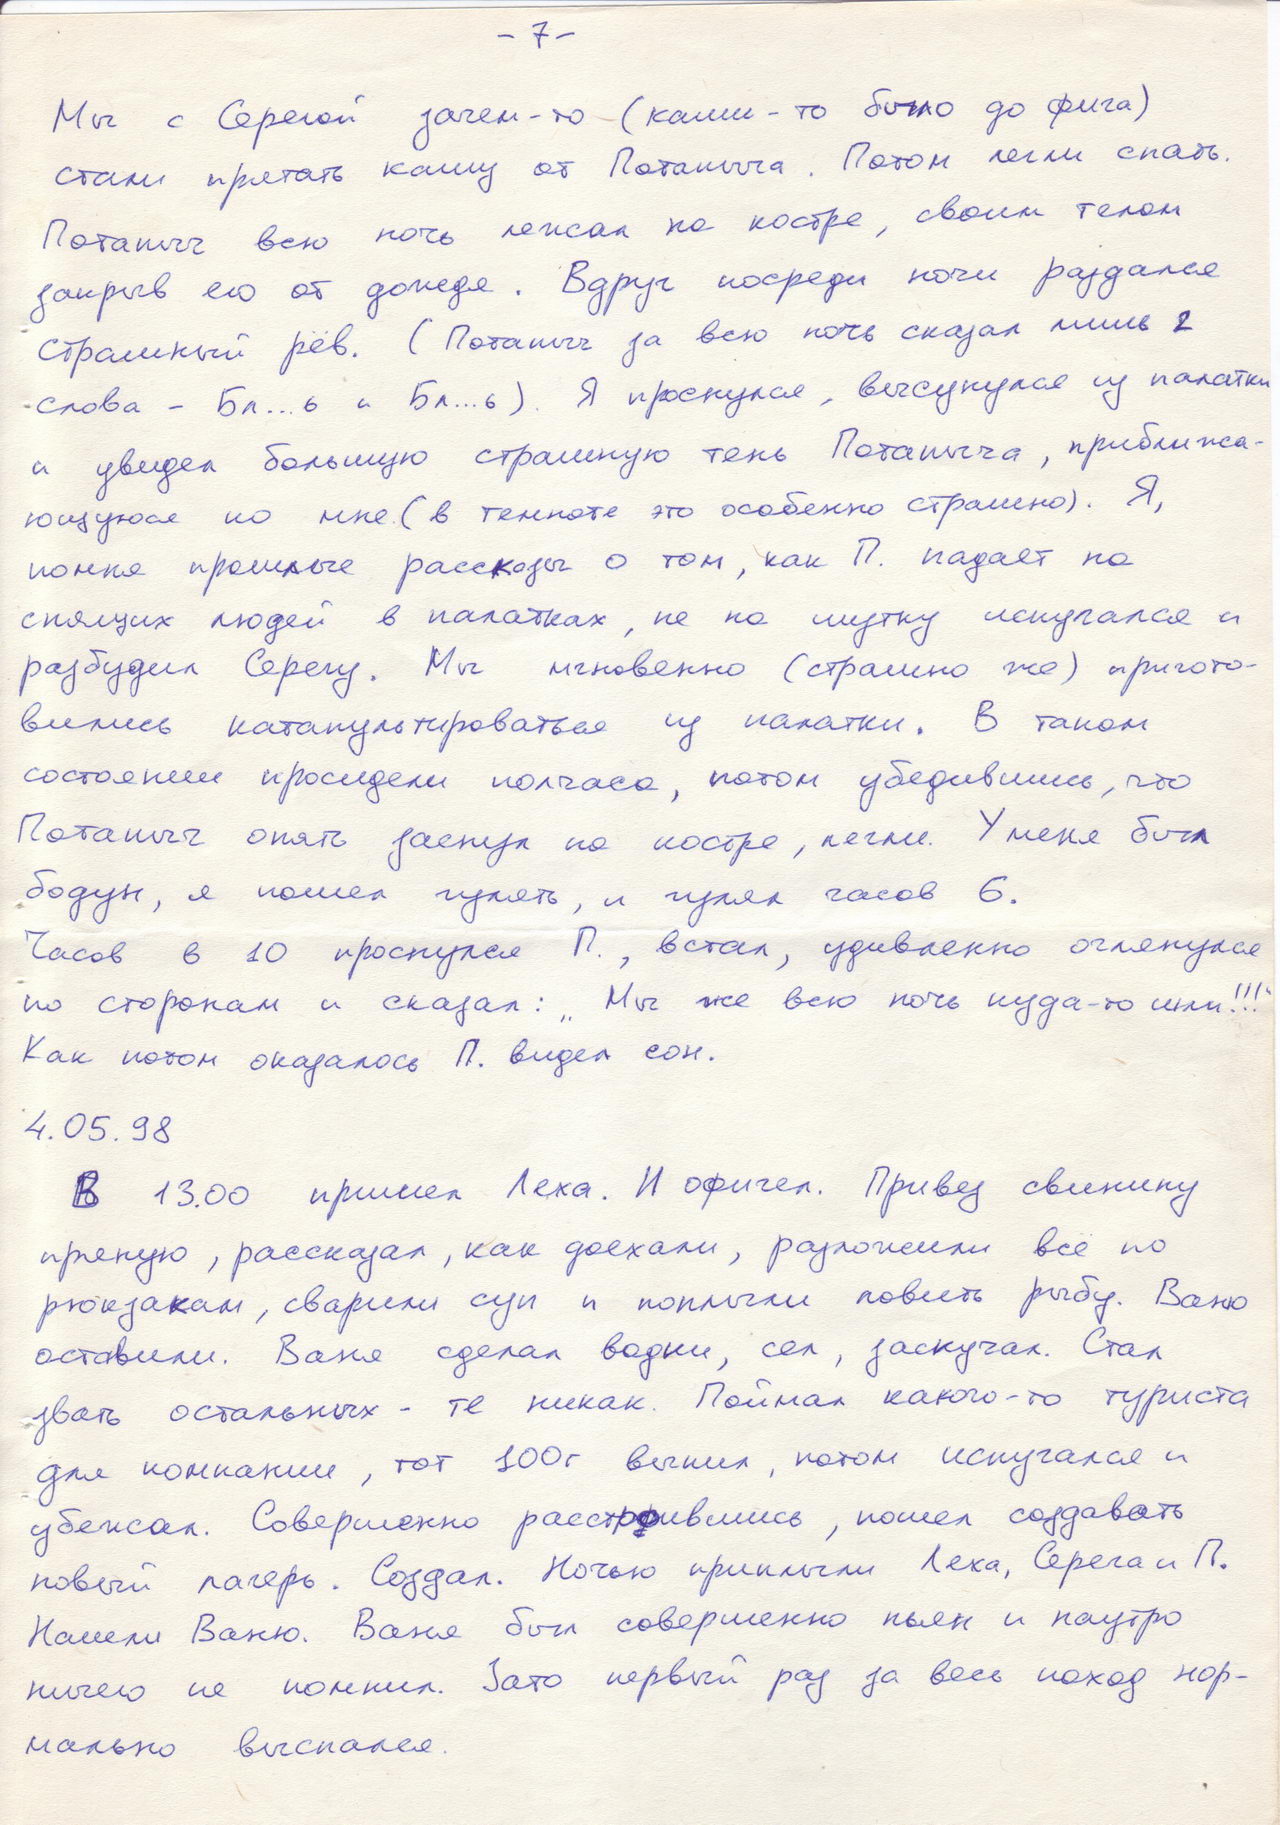 - 7 -
Мы с Серегой зачем-то (каши-то было до фига)
стали прятать кашу от Потапыча. Потом легли спать.
Потапыч всю ночь лежал на костре, своим телом
закрыв его от дождя. Вдруг посреди ночи раздался
страшный рёв. (Потапыч за всю ночь сказал лишь 2
слова - Бл...ь и Бл...ь). Я проснулся, высунулся из палатки
и увидел большую страшную тень Потапыча, приближа-
ющуюся ко мне (в темноте это особенно страшно). Я,
помня прошлые рассказы о том, как П. падает на
спящих людей в палатках, не на шутку испугался и
разбудил Серегу. Мы мгновенно (страшно же) пригото-
вились катапультироваться из палатки. В таком
состоянии просидели полчаса, потом убедившись, что
Потапыч опять заснул на костре, легли. У меня был
бодун, я пошел гулять, и гулял часов 6.
Часов в 10 проснулся П., встал, удивленно оглянулся
по сторонам и сказал: „Мы же всю ночь куда-то шли!!!“
Как потом оказалось П. видел сон.
4.05.98
В 13.00 пришел Леха. И офигел. Привез свинину
пряную, рассказал, как доехали, разложили всё по
рюкзакам, сварили суп и поплыли ловить рыбу. Ваню
оставили. Ваня сделал водки, сел, заскучал. Стал
звать остальных - те никак. Поймал какого-то туриста
для компании, тот 100г выпил, потом испугался и
убежал. Совершенно расстроившись, пошел создавать
новый лагерь. Создал. Ночью приплыли Леха, Серега и П.
Нашли Ваню. Ваня был совершенно пьян и наутро
ничего не помнил. Зато первый раз за весь поход нор-
мально выспался.